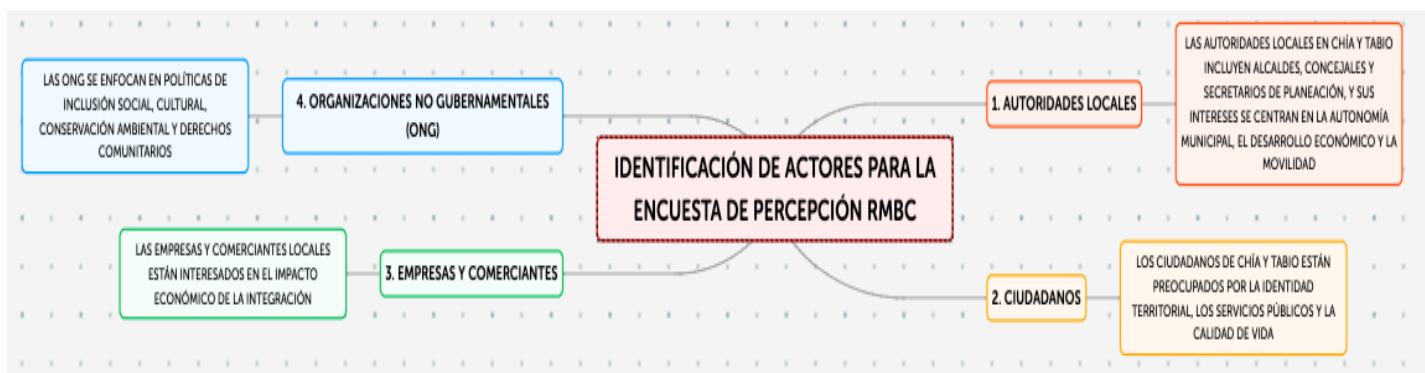 IDENTIFICACIÓN DE ACTORES PARA LA
ENCUESTA DE PERCEPCIÓN RMBC
1. AUTORIDADES LOCALES
LAS AUTORIDADES LOCALES EN CHÍA Y TABIO
INCLUYEN ALCALDES, CONCEJALES Y
SECRETARIOS DE PLANEACIÓN, Y SUS
INTERESES SE CENTRAN EN LA AUTONOMÍA
MUNICIPAL, EL DESARROLLO ECONÓMICO Y LA
MOVILIDAD
2. CIUDADANOS
LOS CIUDADANOS DE CHÍA Y TABIO ESTÁN
PREOCUPADOS POR LA IDENTIDAD
TERRITORIAL, LOS SERVICIOS PÚBLICOS Y LA
CALIDAD DE VIDA
3. EMPRESAS Y COMERCIANTES
LAS EMPRESAS Y COMERCIANTES LOCALES
ESTÁN INTERESADOS EN EL IMPACTO
ECONÓMICO DE LA INTEGRACIÓN
4. ORGANIZACIONES NO GUBERNAMENTALES
(ONG)
LAS ONG SE ENFOCAN EN POLÍTICAS DE
INCLUSIÓN SOCIAL, CULTURAL,
CONSERVACIÓN AMBIENTAL Y DERECHOS
COMUNITARIOS